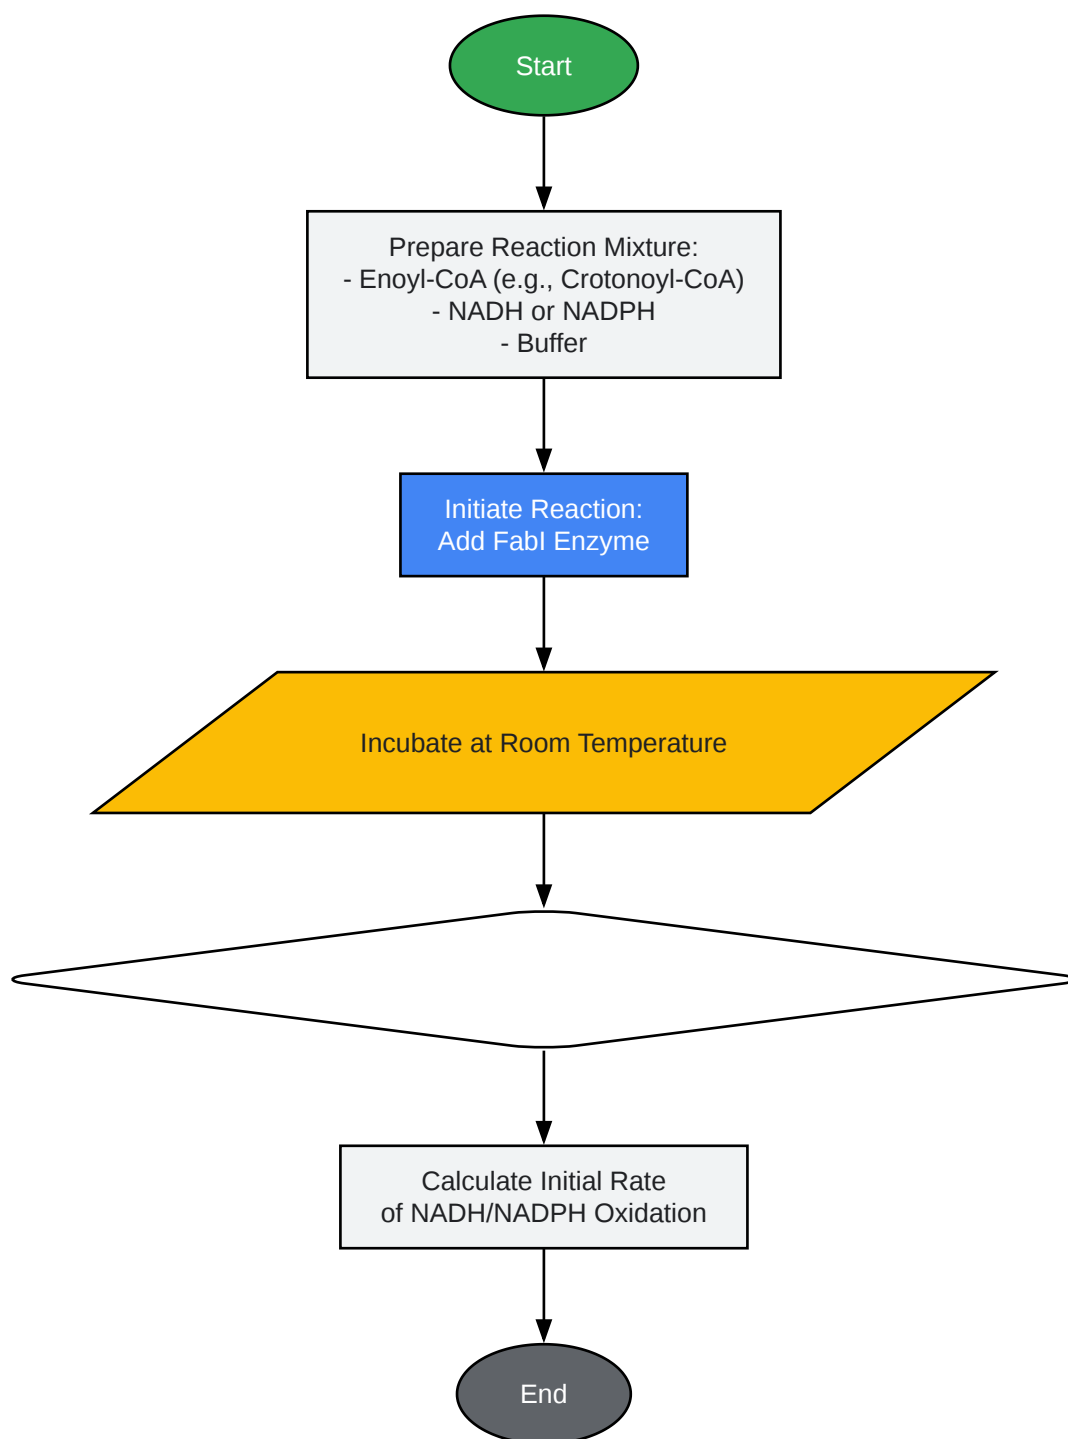 Start
Prepare Reaction Mixture:
- Enoyl-CoA (e.g., Crotonoyl-CoA)
- NADH or NADPH
- Buffer
Initiate Reaction:
Add FabI Enzyme
Incubate at Room Temperature
Calculate Initial Rate
of NADH/NADPH Oxidation
End